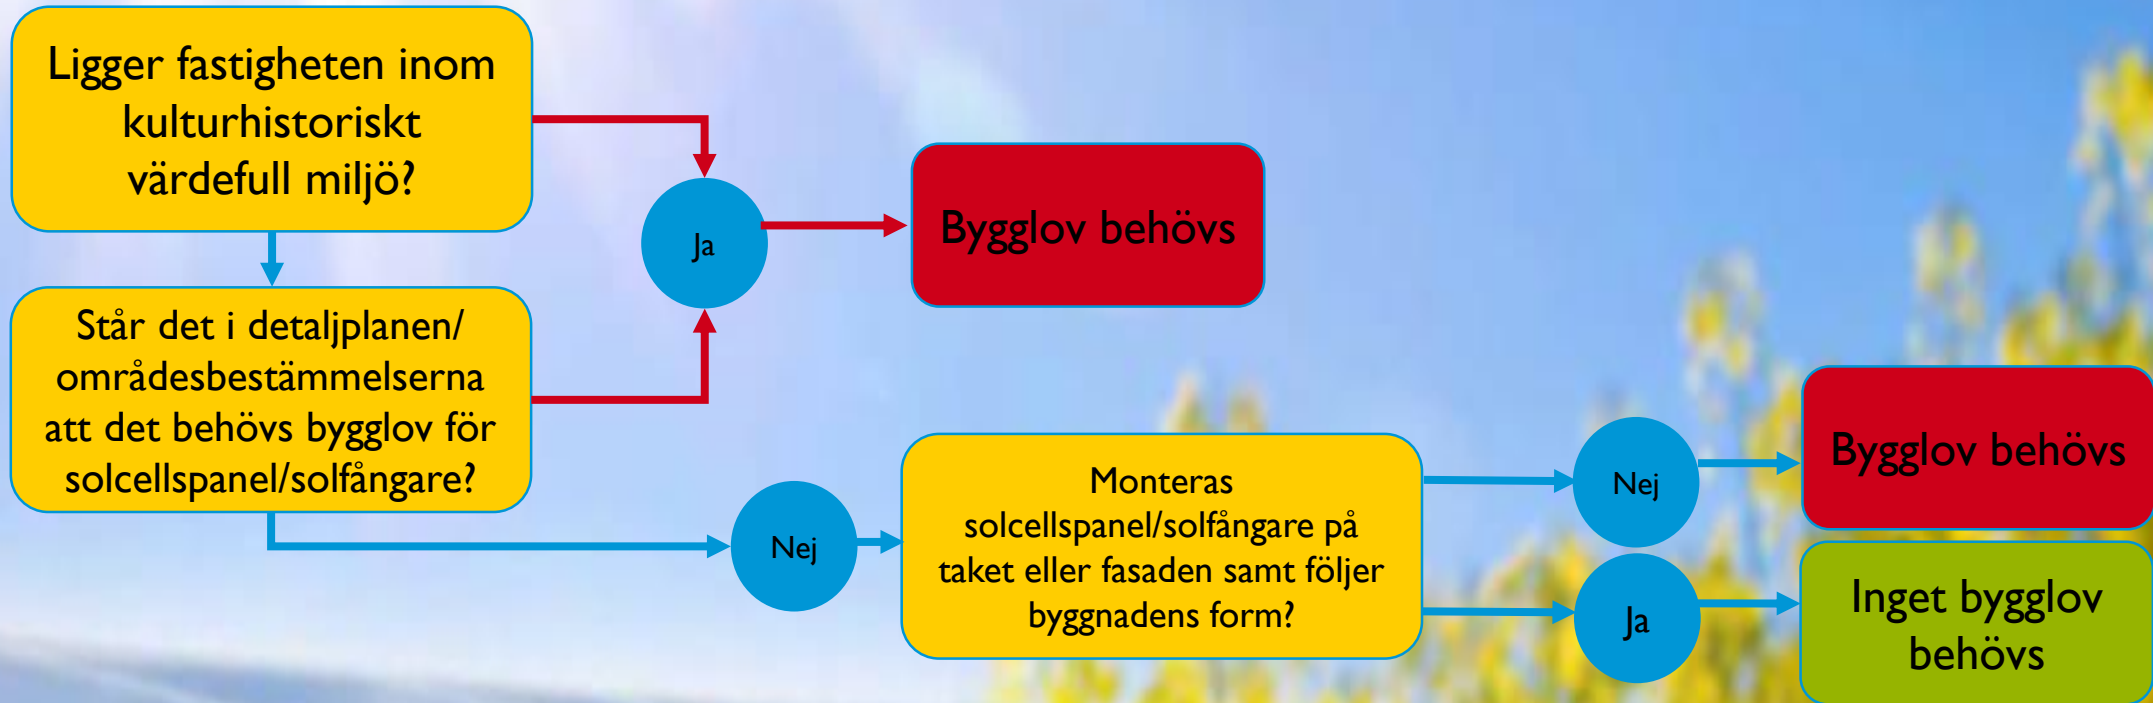 Ligger fastigheten inom
kulturhistoriskt
värdefull miljö?
Ja
Bygglov behövs
Står det i detaljplanen/
områdesbestämmelserna
att det behövs bygglov för
solcellspanel/solfångare?
Nej
Monteras
solcellspanel/solfångare på
taket eller fasaden samt följer
byggnadens form?
Nej
Bygglov behövs
Ja
Inget bygglov
behövs